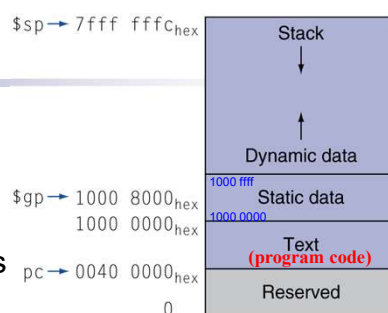 $sp → 7fff fffc hex
Stack
Dynamic data
1000 ffff
$gp → 1000 8000 hex
Static data
1000 0000 hex
1000 0000
Text
(program code)
s
pc → 0040 0000 hex
Reserved
0